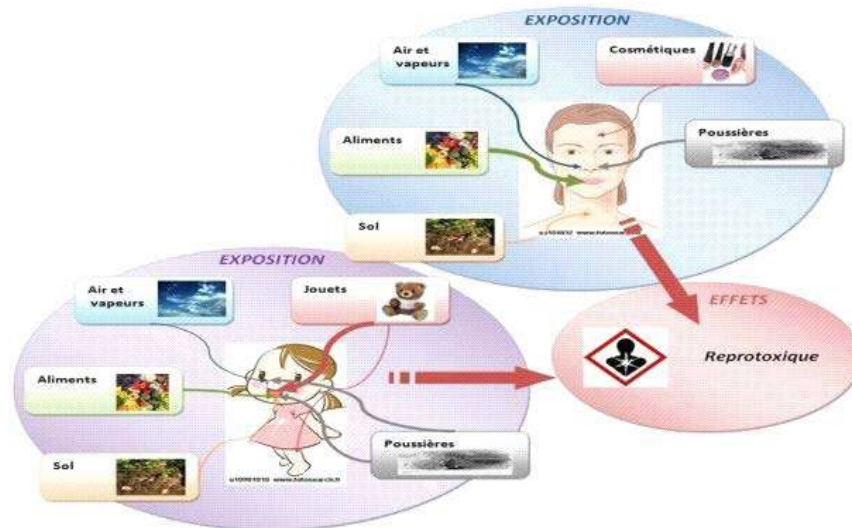 EXPOSITION
Air et
vapeurs
Cosmétiques
Aliments
Poussières
Sol
EXPOSITION
Air et
vapeurs
Jouets
Aliments
Poussières
Sol
EFFETS
Reprotoxique